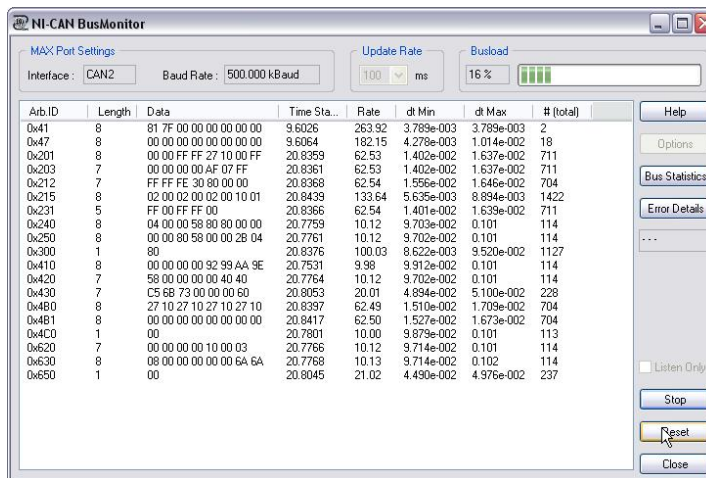 NI-CAN BusMonitor
MAX Port Settings Update Rate Busload
Interface : CAN2 Baud Rate : 500.000 kBaud 100 ms 16 %
Arb.ID Length Data Time Sta... Rate dt Min dt Max # (total)
0x41 8 81 7F 00 00 00 00 00 00 9.6026 263.92 3.789e-003 3.789e-003 2
0x47 8 00 00 00 00 00 00 00 00 9.6064 182.15 4.278e-003 1.014e-002 18
0x201 8 00 00 FF FF 27 10 00 FF 20.8359 62.53 1.402e-002 1.637e-002 711
0x203 7 00 00 00 00 AF 07 FF 20.8361 62.53 1.402e-002 1.637e-002 711
0x212 7 FF FF FE 30 80 00 00 20.8368 62.54 1.556e-002 1.646e-002 704
0x215 8 02 00 02 00 02 00 10 01 20.8439 133.64 5.635e-003 8.894e-003 1422
0x231 5 FF 00 FF FF 00 20.8366 62.54 1.401e-002 1.639e-002 711
0x240 8 04 00 00 58 80 80 00 00 20.7759 10.12 9.703e-002 0.101 114
0x250 8 00 00 80 58 00 00 2B 04 20.7761 10.12 9.702e-002 0.101 114
0x300 1 80 20.8376 100.03 8.622e-003 9.520e-002 1127
0x410 8 00 00 00 00 92 99 AA 9E 20.7531 9.98 9.912e-002 0.101 114
0x420 7 58 00 00 00 00 40 40 20.7764 10.12 9.702e-002 0.101 114
0x430 7 C5 6B 73 00 00 00 60 20.8053 20.01 4.894e-002 5.100e-002 228
0x4B0 8 27 10 27 10 27 10 27 10 20.8397 62.49 1.510e-002 1.709e-002 704
0x4B1 8 00 00 00 00 00 00 00 00 20.8417 62.50 1.527e-002 1.673e-002 704
0x4C0 1 00 20.7801 10.00 9.879e-002 0.101 113
0x620 7 00 00 00 00 10 00 03 20.7766 10.12 9.714e-002 0.101 114
0x630 8 08 00 00 00 00 00 6A 6A 20.7768 10.13 9.714e-002 0.102 114
0x650 1 00 20.8045 21.02 4.490e-002 4.976e-002 237
Help
Options
Bus Statistics
Error Details
- - -
Listen Only
Stop
Reset
Close